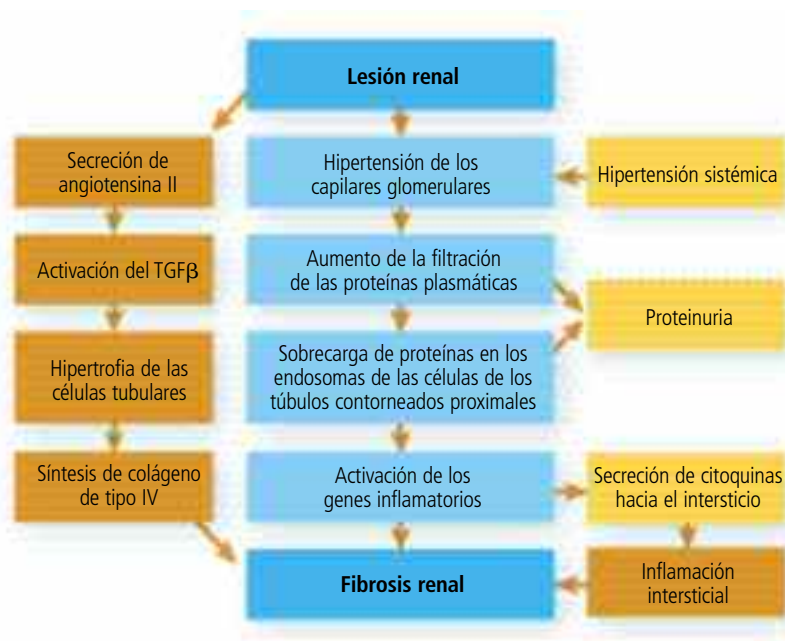 Lesión renal
Secreción de
angiotensina II
Hipertensión de los
capilares glomerulares
Hipertensión sistémica
Activación del TGFβ
Aumento de la filtración
de las proteínas plasmáticas
Proteinuria
Hipertrofia de las
células tubulares
Sobrecarga de proteínas en los
endosomas de las células de los
túbulos contorneados proximales
Síntesis de colágeno
de tipo IV
Activación de los
genes inflamatorios
Secreción de citoquinas
hacia el intersticio
Fibrosis renal
Inflamación
intersticial